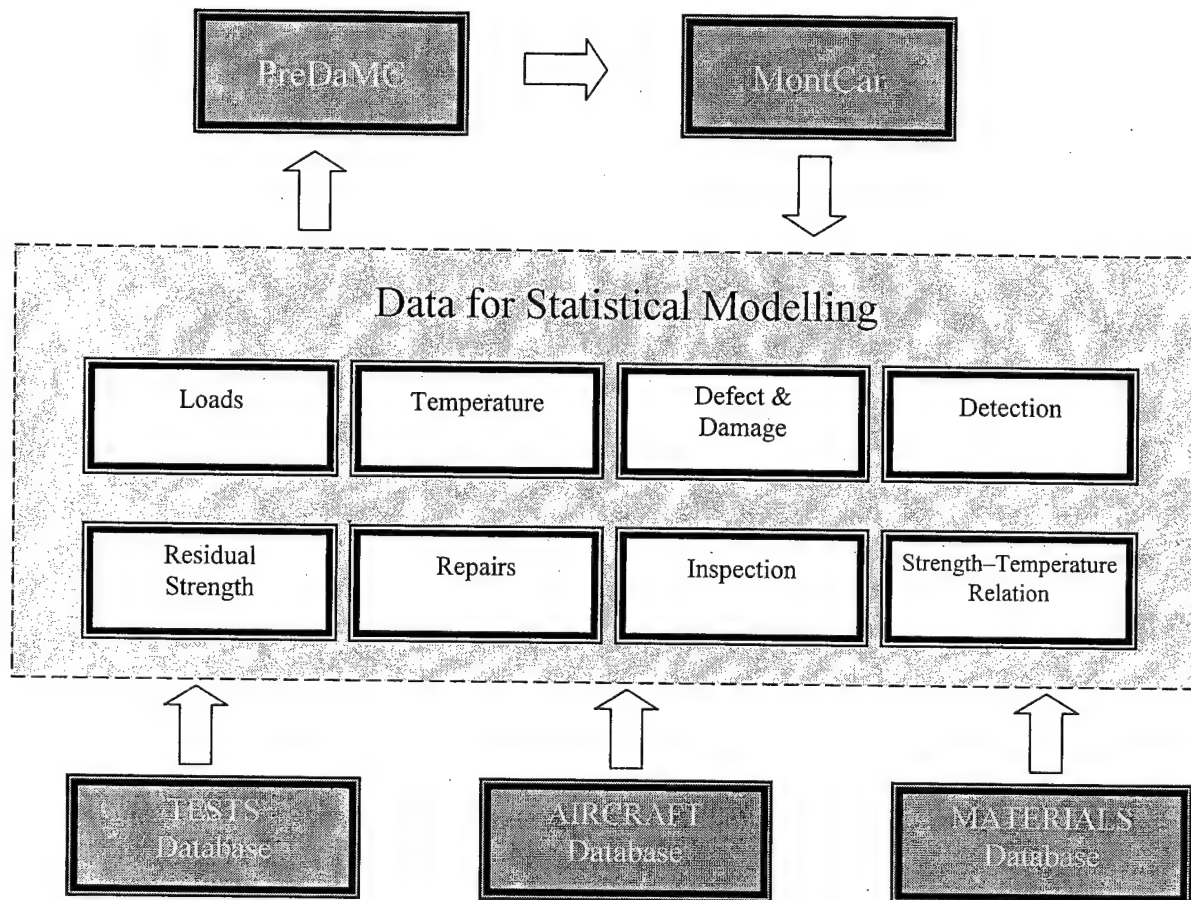 PreDaMC
MontCar
Data for Statistical Modelling
Loads
Temperature
Defect &
Damage
Detection
Residual
Strength
Repairs
Inspection
Strength–Temperature
Relation
TESTS
Database
AIRCRAFT
Database
MATERIALS
Database